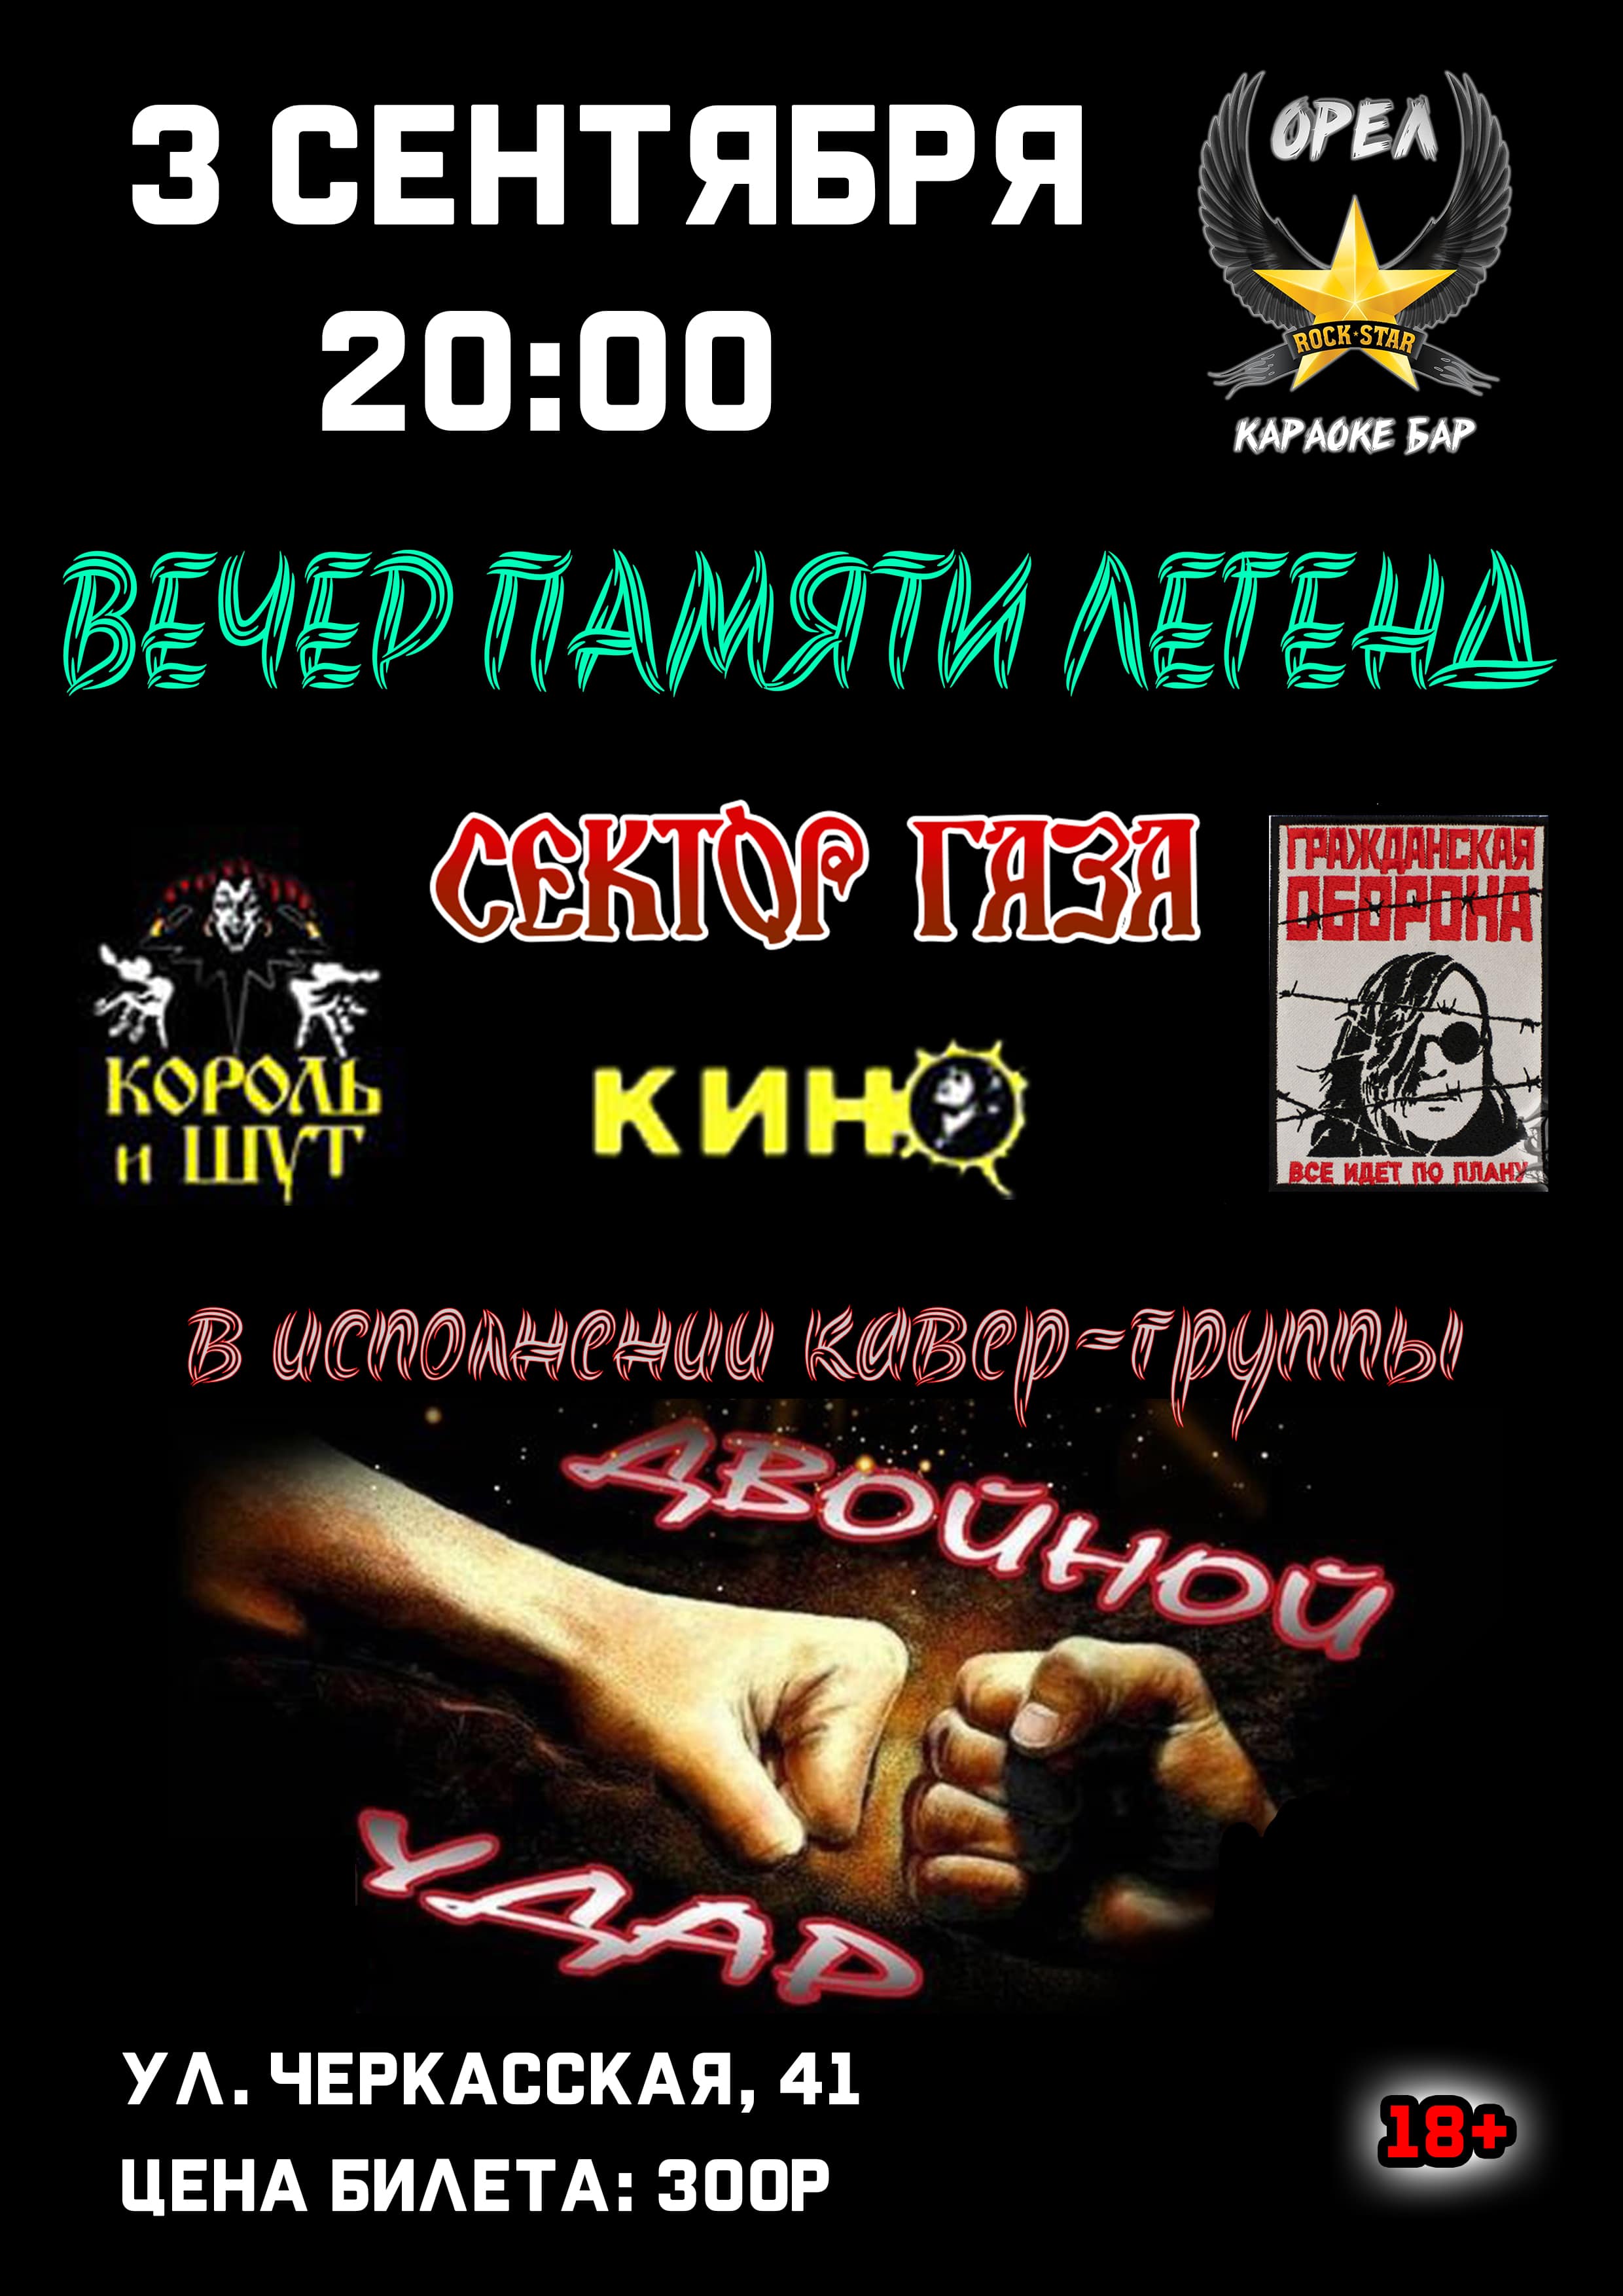 3 СЕНТЯБРЯ
20:00
ОРЕЛ
ROCK★STAR
КАРАОКЕ БАР
ВЕЧЕР ПАМЯТИ ЛЕГЕНД
СЕКТОР ГАЗА
КОРОЛЬ
и ШУТ
КИНО
ГРАЖДАНСКАЯ
ОБОРОНА
ВСЕ ИДЕТ ПО ПЛАНУ
в исполнении кавер-группы
ДВОЙНОЙ
УДАР
УЛ. ЧЕРКАССКАЯ, 41
ЦЕНА БИЛЕТА: 300Р
18+